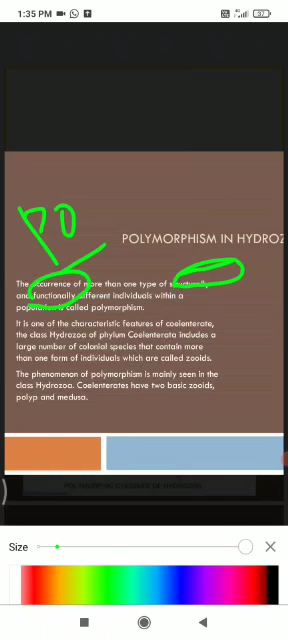 1:35 PM
57
POLYMORPHISM IN HYDROZ
The occurrence of more than one type of structurally
and functionally different individuals within a
population is called polymorphism.
It is one of the characteristic features of coelenterate,
the class Hydrozoa of phylum Coelenterata includes a
large number of colonial species that contain more
than one form of individuals which are called zooids.
The phenomenon of polymorphism is mainly seen in the
class Hydrozoa. Coelenterates have two basic zooids,
polyp and medusa.
Size